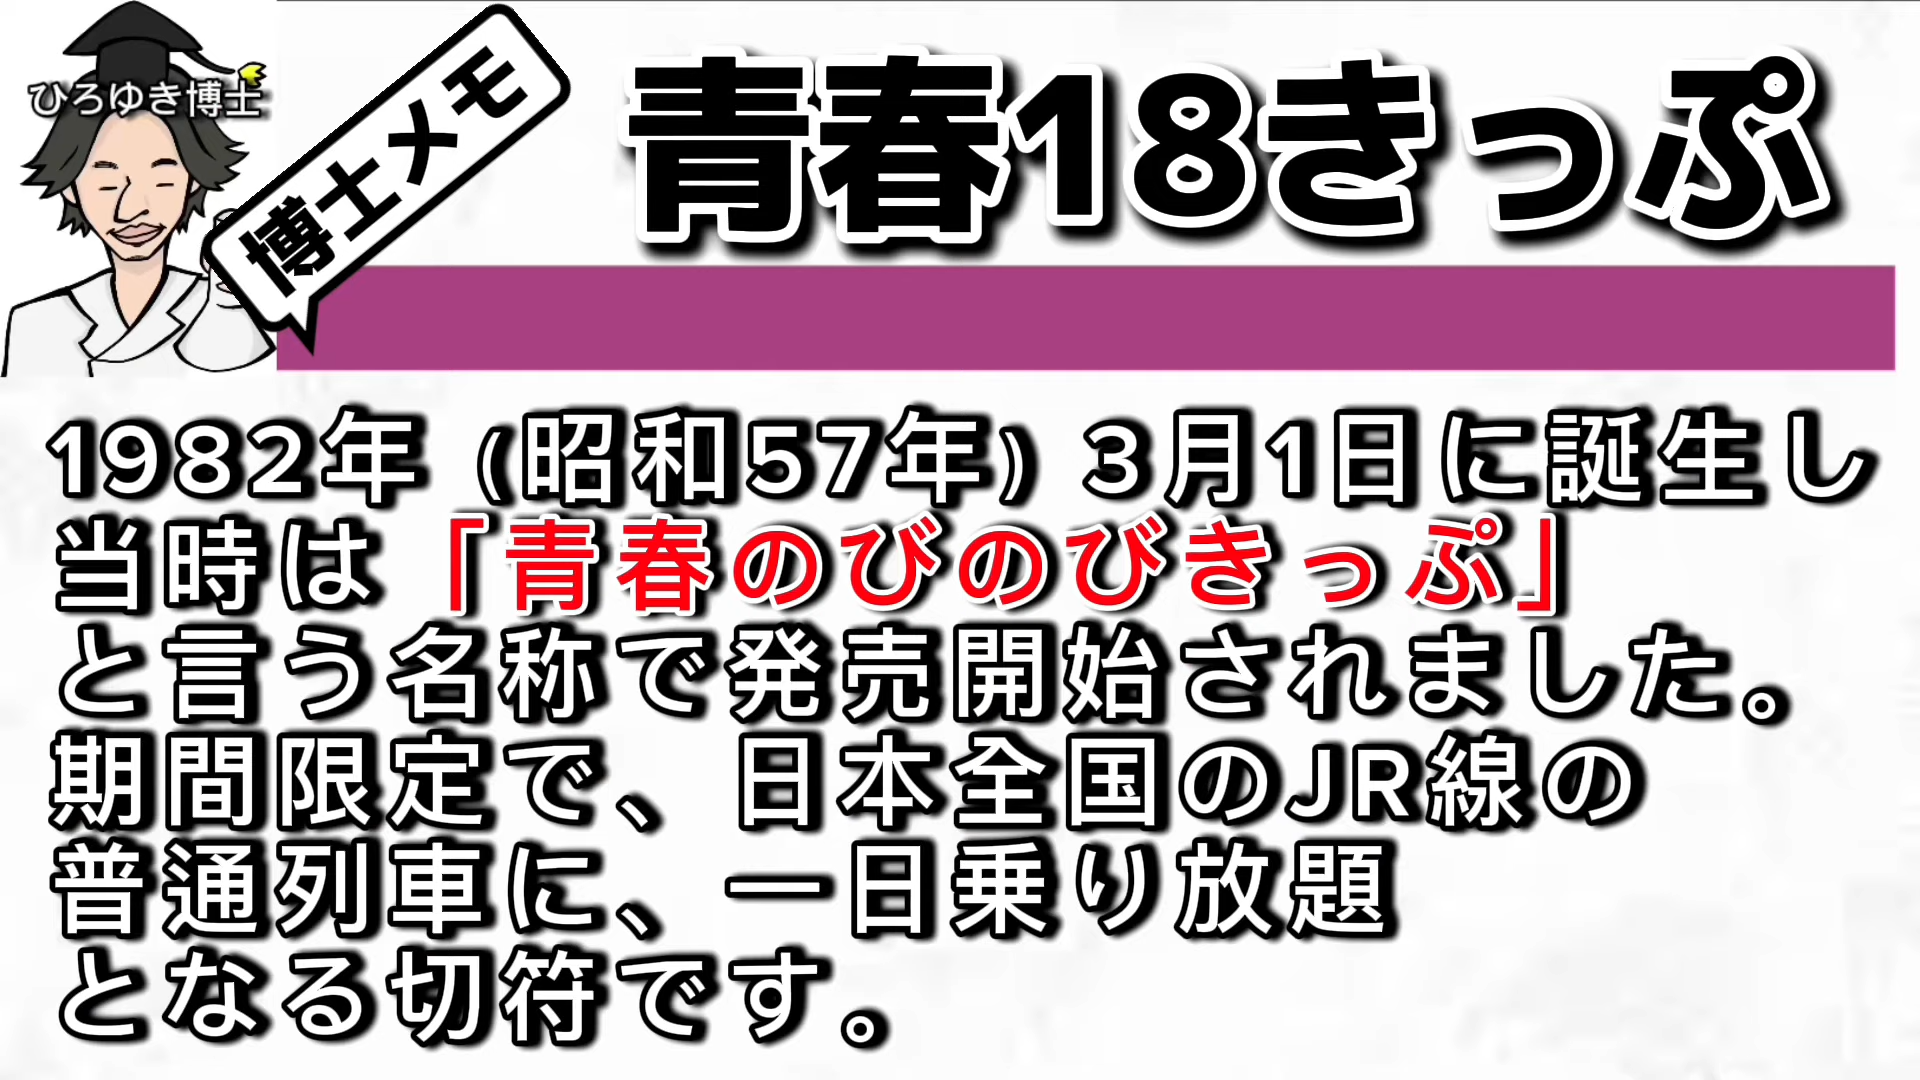 ひろゆき博士
博士メモ
青春18きっぷ
1982年（昭和57年）3月1日に誕生し
当時は「青春のびのびきっぷ」
と言う名称で発売開始されました。
期間限定で、日本全国のJR線の
普通列車に、一日乗り放題
となる切符です。